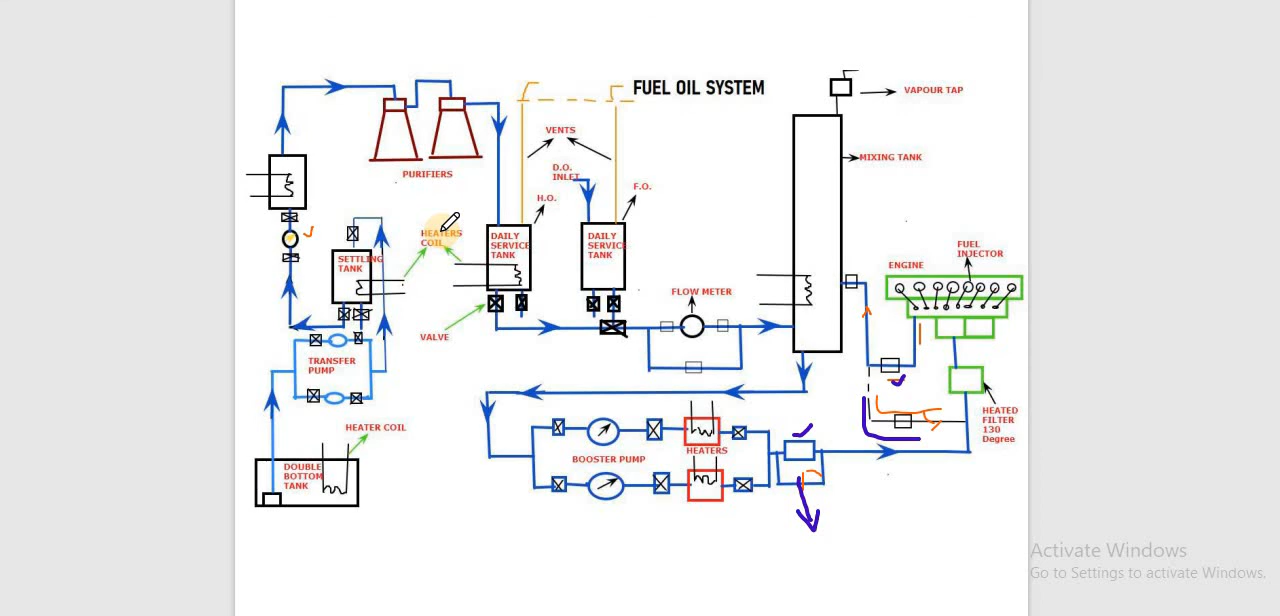 FUEL OIL SYSTEM
VAPOUR TAP
VENTS
MIXING TANK
D.O.
INLET
PURIFIERS
F.O.
H.O.
HEATERS
COIL
DAILY
SERVICE
TANK
DAILY
SERVICE
TANK
SETTLING
TANK
FUEL
INJECTOR
ENGINE
FLOW METER
VALVE
TRANSFER
PUMP
HEATED
FILTER
130
Degree
HEATER COIL
HEATERS
BOOSTER PUMP
DOUBLE
BOTTOM
TANK
Activate Windows
Go to Settings to activate Windows.